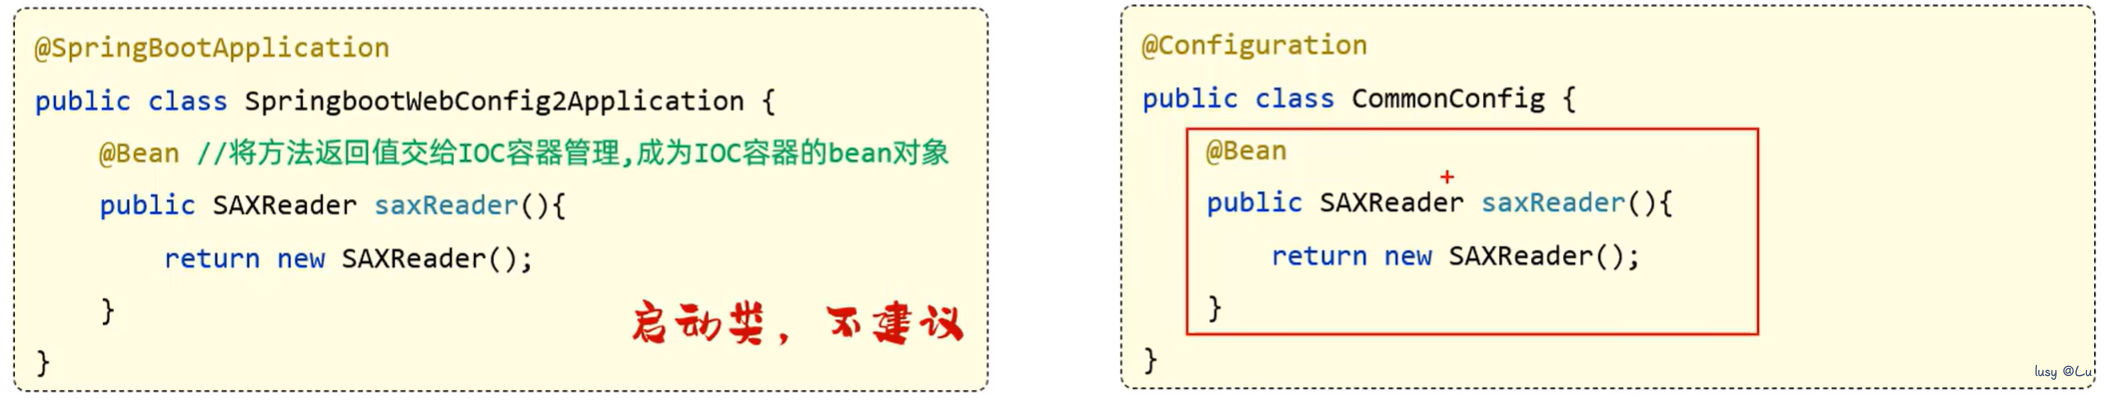 @SpringBootApplication
public class SpringbootWebConfig2Application {
@Bean //将方法返回值交给IOC容器管理,成为IOC容器的bean对象
public SAXReader saxReader(){
return new SAXReader();
}
启动类，不建议
}
@Configuration
public class CommonConfig {
@Bean
public SAXReader saxReader(){
return new SAXReader();
}
}
lusy @Lu